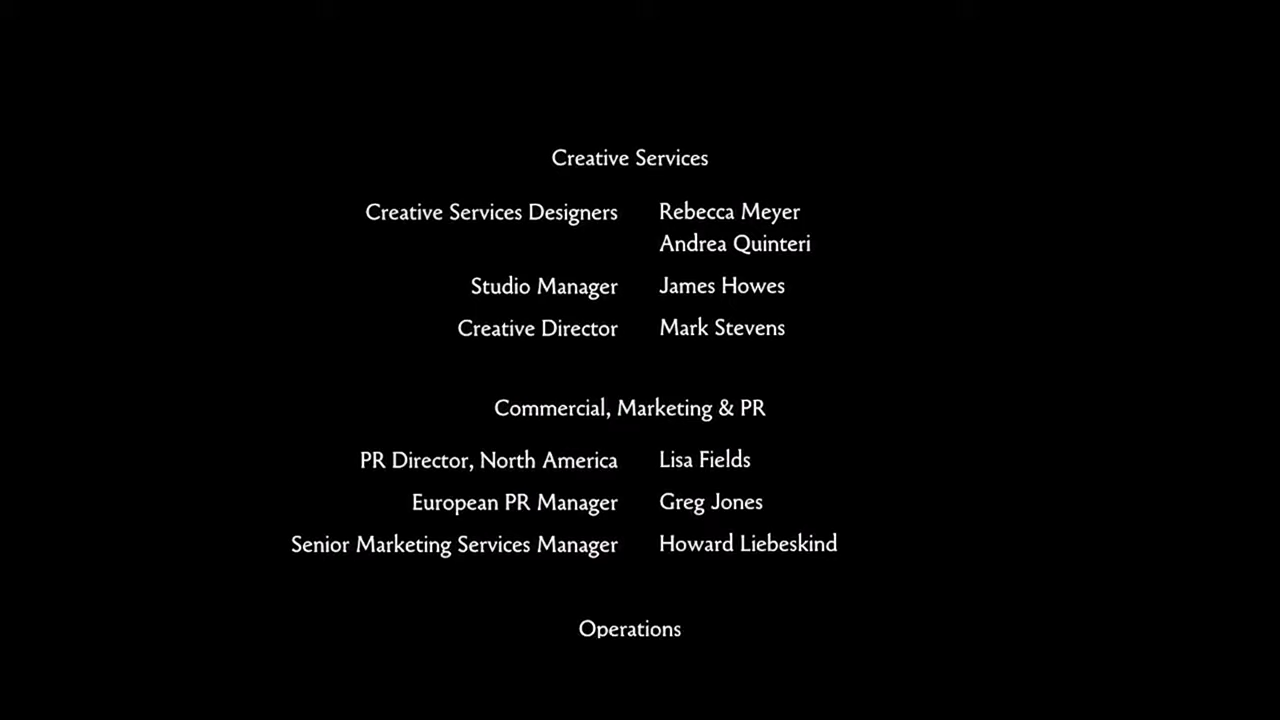 Creative Services
Creative Services Designers Rebecca Meyer
Andrea Quinteri
Studio Manager James Howes
Creative Director Mark Stevens
Commercial, Marketing & PR
PR Director, North America Lisa Fields
European PR Manager Greg Jones
Senior Marketing Services Manager Howard Liebeskind
Operations